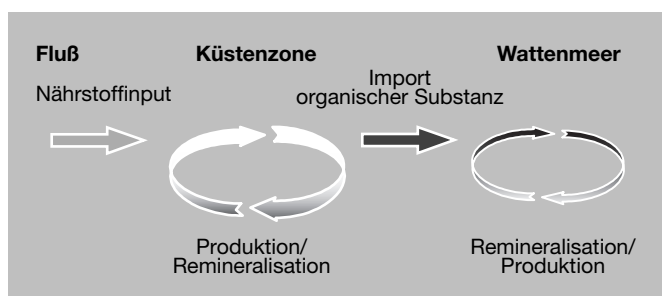 Fluß
Küstenzone
Wattenmeer
Nährstoffinput
Import
organischer Substanz
Produktion/
Remineralisation
Remineralisation/
Produktion